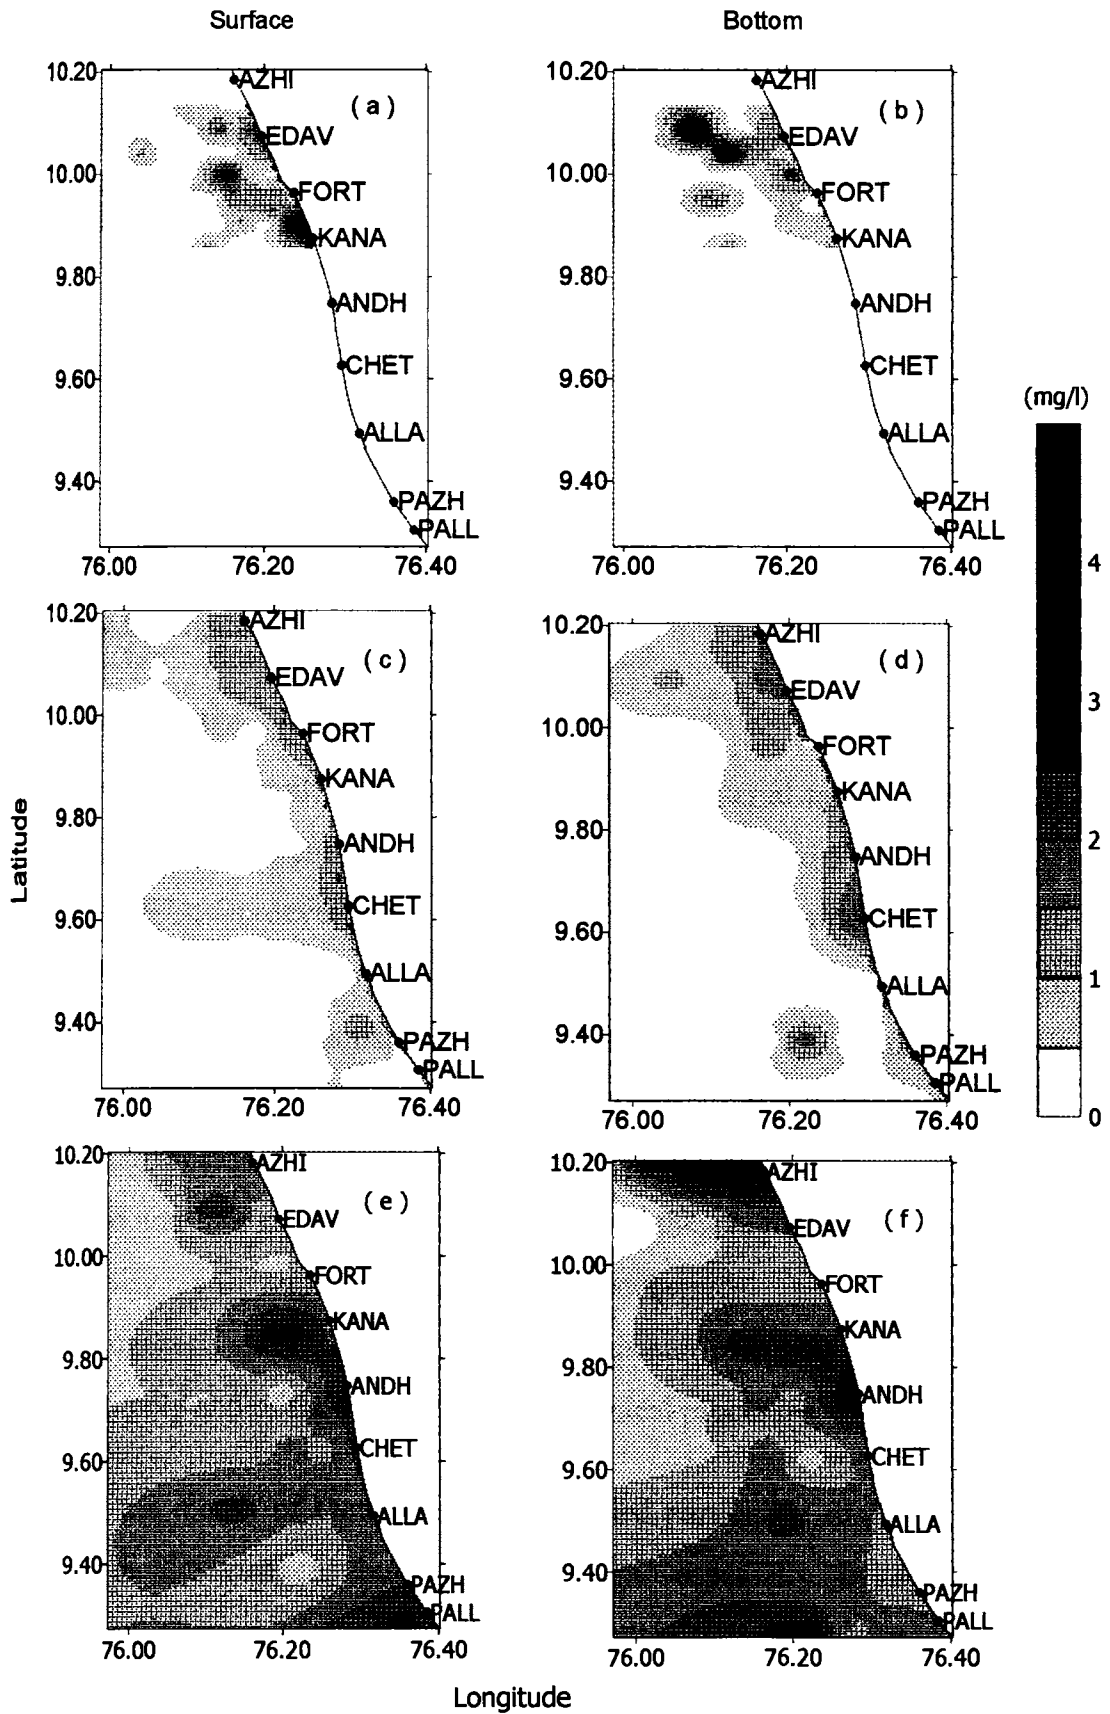 Surface
Bottom
10.20
AZHI
(a)
EDAV
10.00
FORT
KANA
9.80
ANDH
9.60
CHET
ALLA
9.40
PAZH
PALL
76.00 76.20 76.40
10.20
AZHI
(b)
EDAV
10.00
FORT
KANA
9.80
ANDH
9.60
CHET
ALLA
9.40
PAZH
PALL
76.00 76.20 76.40
(mg/l)
4
3
2
1
0
Latitude
10.20
AZHI
(c)
EDAV
10.00
FORT
KANA
9.80
ANDH
CHET
9.60
ALLA
9.40
PAZH
PALL
76.00 76.20 76.40
10.20
AZHI
(d)
EDAV
10.00
FORT
KANA
9.80
ANDH
CHET
9.60
ALLA
9.40
PAZH
PALL
76.00 76.20 76.40
10.20
AZHI
(e)
EDAV
10.00
FORT
KANA
9.80
ANDH
CHET
9.60
ALLA
9.40
PAZH
PALL
76.00 76.20 76.40
10.20
AZHI
(f)
EDAV
10.00
FORT
KANA
9.80
ANDH
CHET
9.60
ALLA
9.40
PAZH
PALL
76.00 76.20 76.40
Longitude